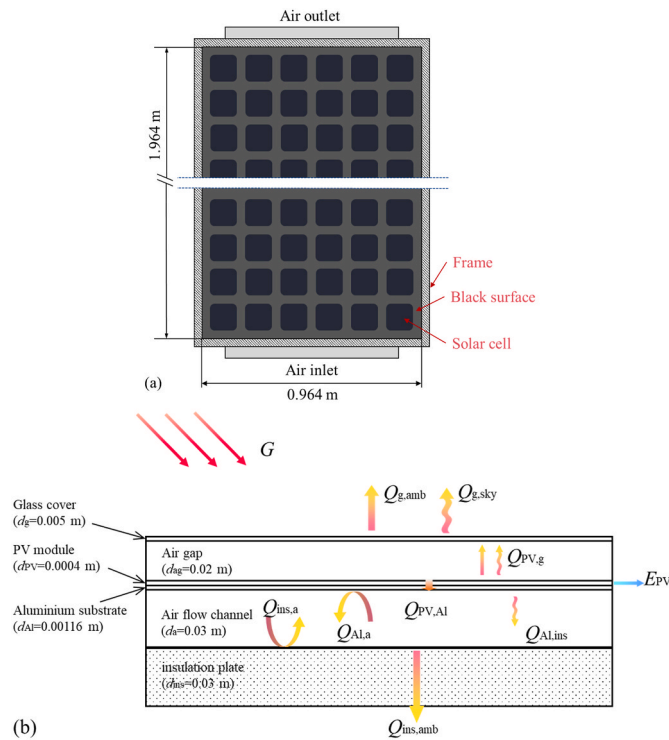 Air outlet
1.964 m
Frame
Black surface
Solar cell
Air inlet
(a)
0.964 m
G
Qg,amb
Qg,sky
Glass cover
(dg=0.005 m)
PV module
(dPV=0.0004 m)
Aluminium substrate
(dAl=0.00116 m)
Air gap
(dag=0.02 m)
QPV,g
EPV
Air flow channel
(da=0.03 m)
Qins,a
QAl,a
QPV,Al
QAl,ins
insulation plate
(dins=0.03 m)
Qins,amb
(b)